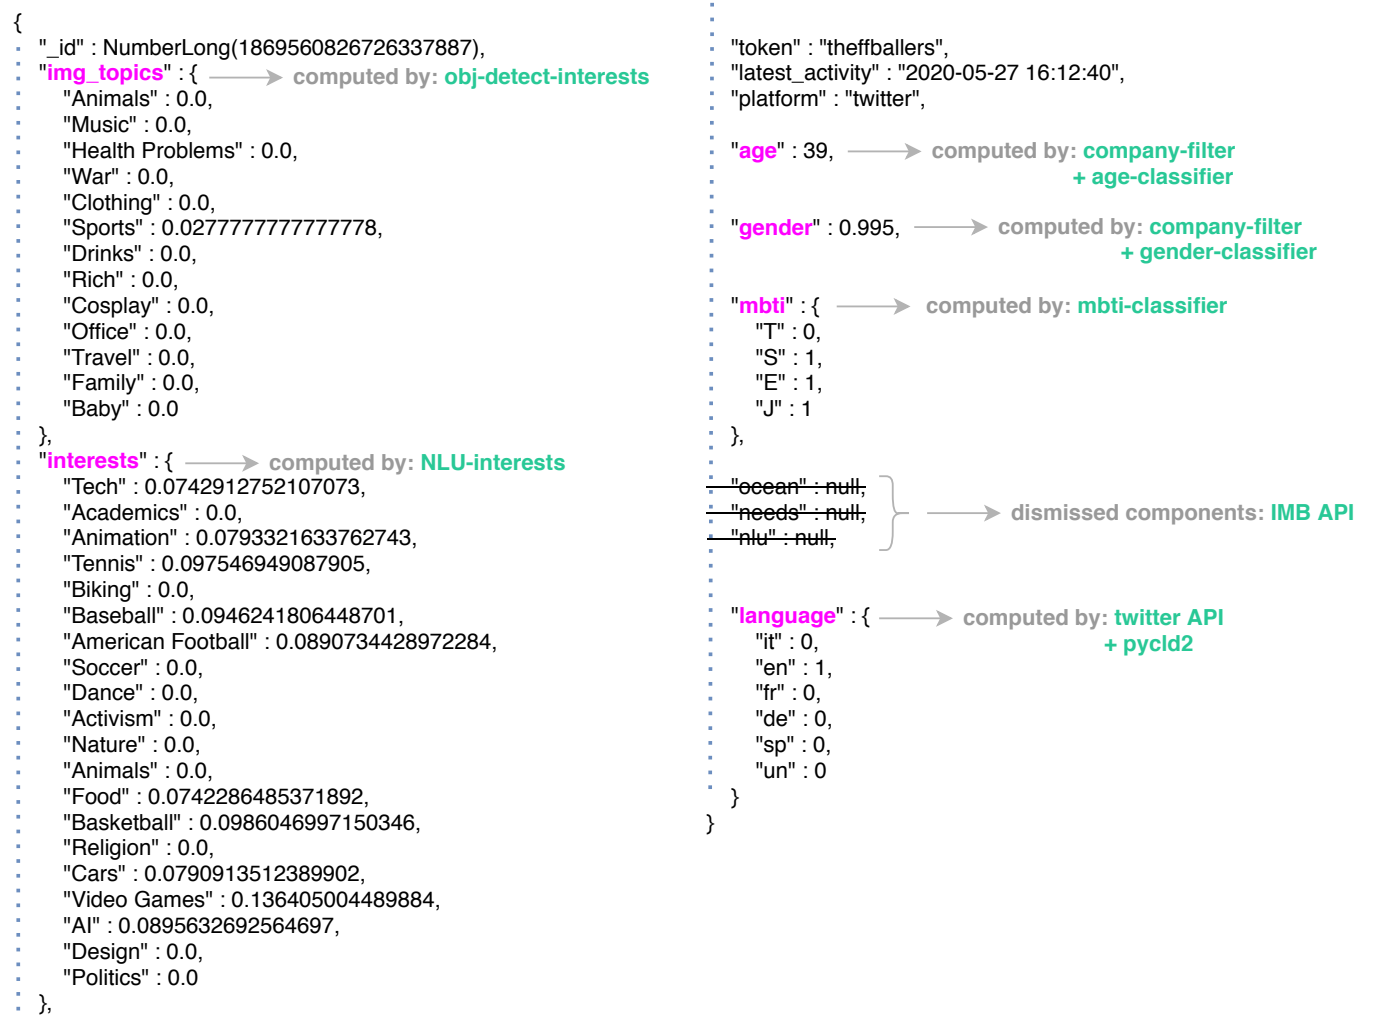 {
"_id" : NumberLong(1869560826726337887),
"img_topics" : { computed by: obj-detect-interests
"Animals" : 0.0,
"Music" : 0.0,
"Health Problems" : 0.0,
"War" : 0.0,
"Clothing" : 0.0,
"Sports" : 0.0277777777777778,
"Drinks" : 0.0,
"Rich" : 0.0,
"Cosplay" : 0.0,
"Office" : 0.0,
"Travel" : 0.0,
"Family" : 0.0,
"Baby" : 0.0
},
"interests" : { computed by: NLU-interests
"Tech" : 0.0742912752107073,
"Academics" : 0.0,
"Animation" : 0.0793321633762743,
"Tennis" : 0.097546949087905,
"Biking" : 0.0,
"Baseball" : 0.0946241806448701,
"American Football" : 0.0890734428972284,
"Soccer" : 0.0,
"Dance" : 0.0,
"Activism" : 0.0,
"Nature" : 0.0,
"Animals" : 0.0,
"Food" : 0.0742286485371892,
"Basketball" : 0.0986046997150346,
"Religion" : 0.0,
"Cars" : 0.0790913512389902,
"Video Games" : 0.136405004489884,
"AI" : 0.0895632692564697,
"Design" : 0.0,
"Politics" : 0.0
},
"token" : "theffballers",
"latest_activity" : "2020-05-27 16:12:40",
"platform" : "twitter",
"age" : 39, computed by: company-filter
+ age-classifier
"gender" : 0.995, computed by: company-filter
+ gender-classifier
"mbti" : { computed by: mbti-classifier
"T" : 0,
"S" : 1,
"E" : 1,
"J" : 1
},
"ocean" : null,
"needs" : null, dismissed components: IMB API
"nlu" : null,
"language" : { computed by: twitter API
+ pycld2
"it" : 0,
"en" : 1,
"fr" : 0,
"de" : 0,
"sp" : 0,
"un" : 0
}
}